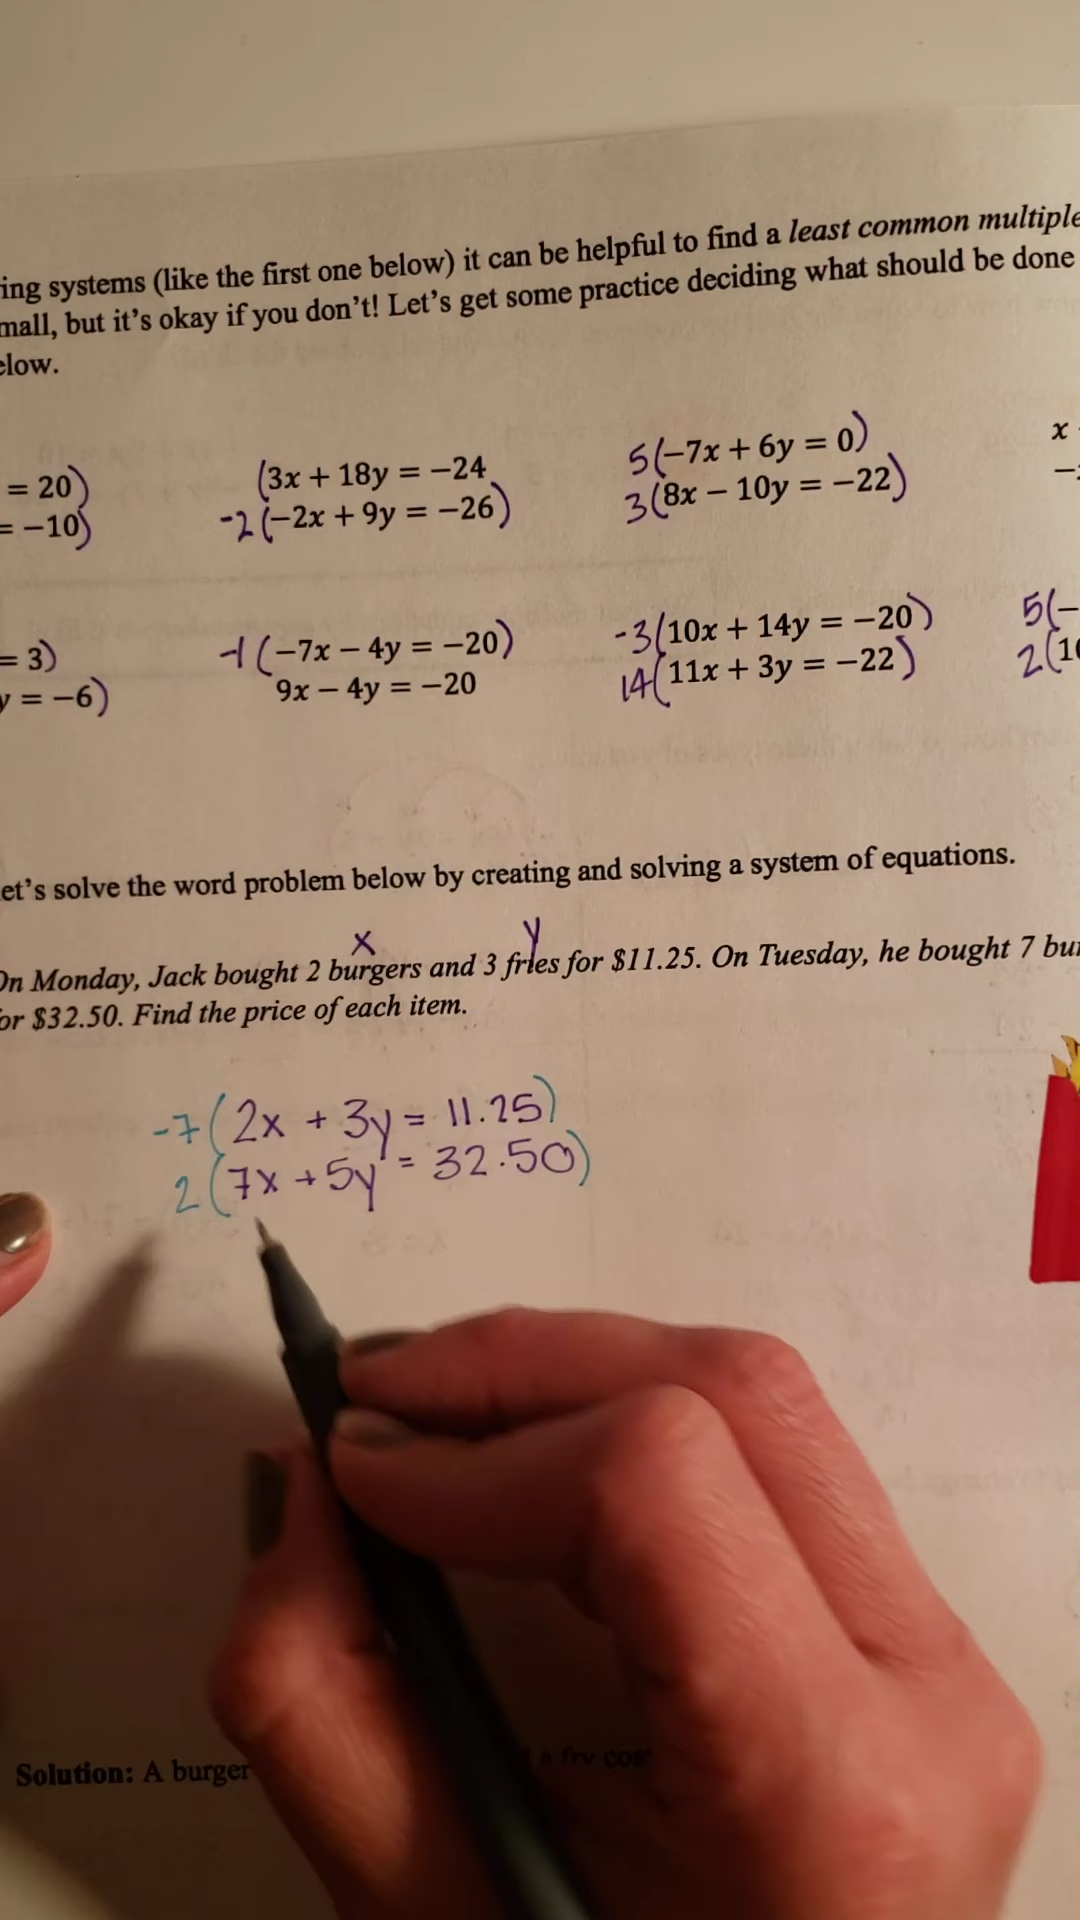 ing systems (like the first one below) it can be helpful to find a least common multiple
mall, but it's okay if you don't! Let's get some practice deciding what should be done
elow.
= 20) (3x + 18y = −24 5(−7x + 6y = 0) x
= −10) -2(−2x + 9y = −26) 3(8x − 10y = −22)
= 3) -1(−7x − 4y = −20) -3(10x + 14y = −20) 5(−
y = −6) 9x − 4y = −20 14(11x + 3y = −22) 2(1
et's solve the word problem below by creating and solving a system of equations.
x y
On Monday, Jack bought 2 burgers and 3 fries for $11.25. On Tuesday, he bought 7 bu
or $32.50. Find the price of each item.
-7(2x + 3y = 11.25)
2(7x + 5y = 32.50)
Solution: A burger a fry cost